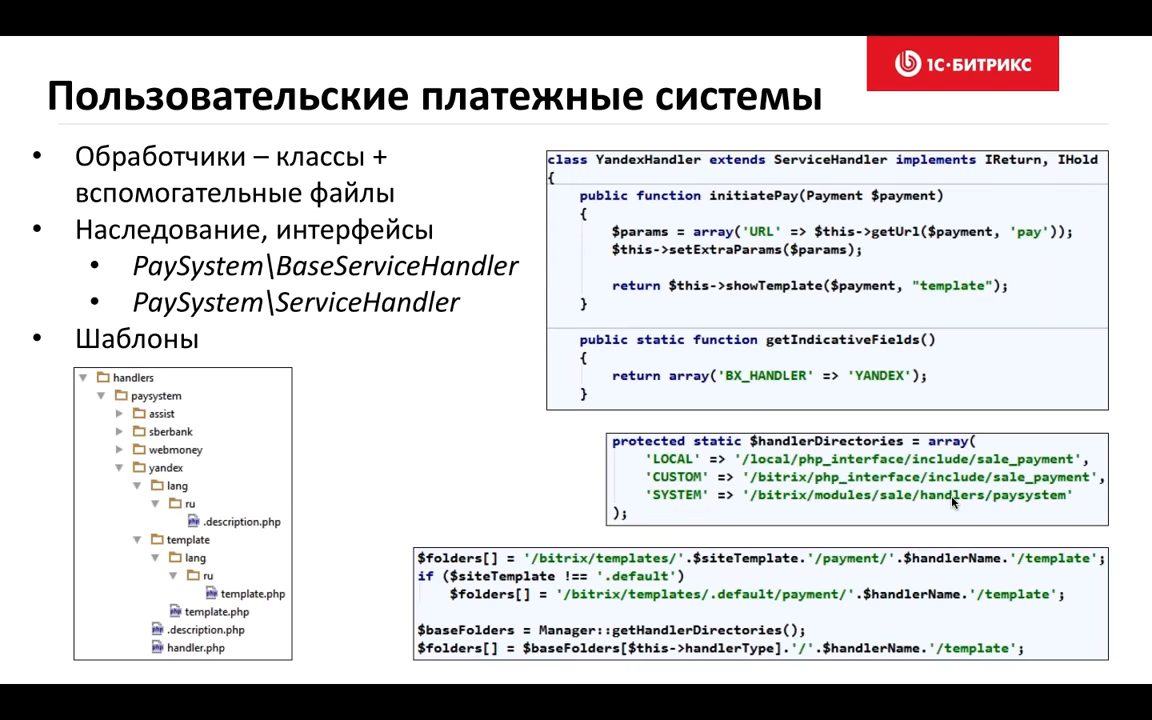 1С·БИТРИКС
Пользовательские платежные системы
• Обработчики – классы +
вспомогательные файлы
• Наследование, интерфейсы
• PaySystem\BaseServiceHandler
• PaySystem\ServiceHandler
• Шаблоны
handlers
paysystem
assist
sberbank
webmoney
yandex
lang
ru
.description.php
template
lang
ru
template.php
template.php
.description.php
handler.php
class YandexHandler extends ServiceHandler implements IReturn, IHold
{
public function initiatePay(Payment $payment)
{
$params = array('URL' => $this->getUrl($payment, 'pay'));
$this->setExtraParams($params);
return $this->showTemplate($payment, "template");
}
public static function getIndicativeFields()
{
return array('BX_HANDLER' => 'YANDEX');
}
protected static $handlerDirectories = array(
'LOCAL' => '/local/php_interface/include/sale_payment',
'CUSTOM' => '/bitrix/php_interface/include/sale_payment',
'SYSTEM' => '/bitrix/modules/sale/handlers/paysystem'
);
$folders[] = '/bitrix/templates/'.$siteTemplate.'/payment/'.$handlerName.'/template';
if ($siteTemplate !== '.default')
$folders[] = '/bitrix/templates/.default/payment/'.$handlerName.'/template';
$baseFolders = Manager::getHandlerDirectories();
$folders[] = $baseFolders[$this->handlerType].'/'.$handlerName.'/template';